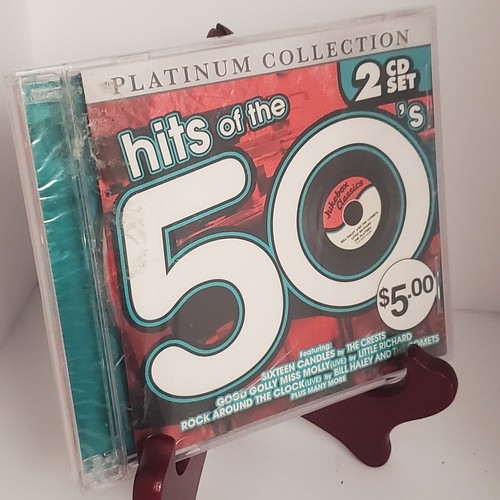 PLATINUM COLLECTION
2 CD SET
hits of the
50's
Jukebox Classics
$5.00
Featuring:
SIXTEEN CANDLES by THE CRESTS
GOOD GOLLY MISS MOLLY (LIVE) by LITTLE RICHARD
ROCK AROUND THE CLOCK (LIVE) by BILL HALEY AND THE COMETS
PLUS MANY MORE